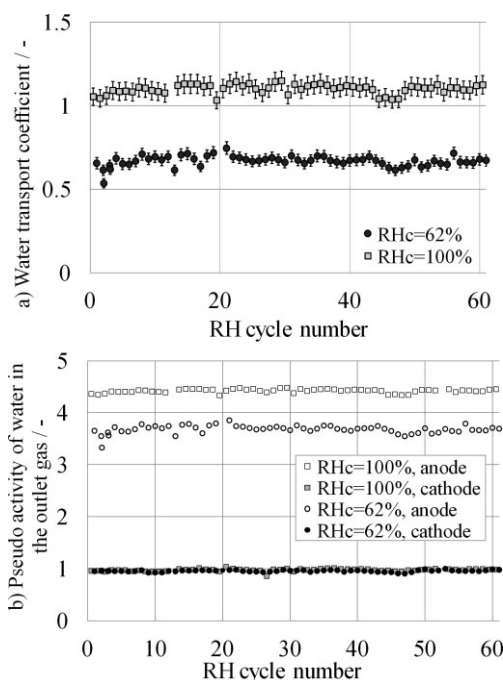 1.5
1
0.5
0
a) Water transport coefficient / -
RHc=62%
RHc=100%
0 20 40 60
RH cycle number
5
4
3
2
1
0
b) Pseudo activity of water in
the outlet gas / -
RHc=100%, anode
RHc=100%, cathode
RHc=62%, anode
RHc=62%, cathode
0 10 20 30 40 50 60
RH cycle number